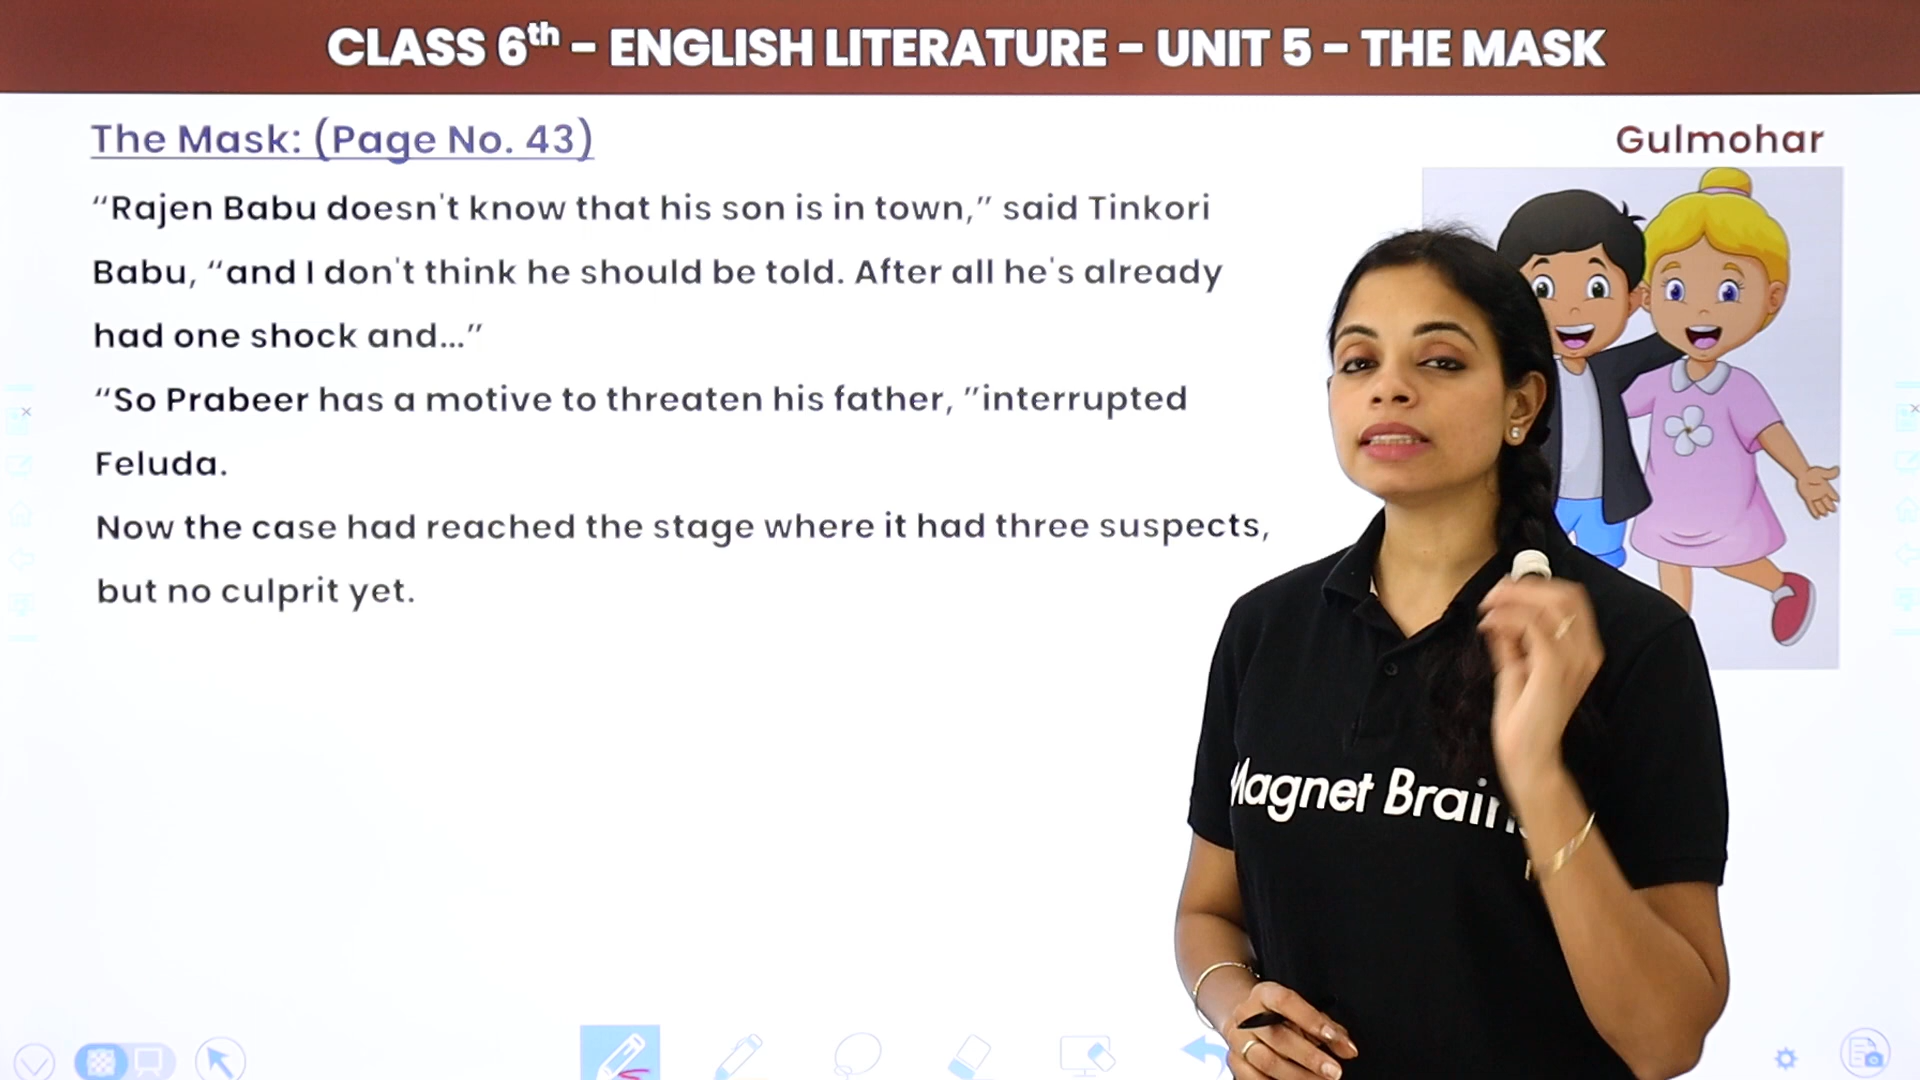 CLASS 6th – ENGLISH LITERATURE – UNIT 5 – THE MASK
The Mask: (Page No. 43)
Gulmohar
“Rajen Babu doesn't know that his son is in town,” said Tinkori
Babu, “and I don't think he should be told. After all he's already
had one shock and...”
“So Prabeer has a motive to threaten his father, ”interrupted
Feluda.
Now the case had reached the stage where it had three suspects,
but no culprit yet.
Magnet Brains